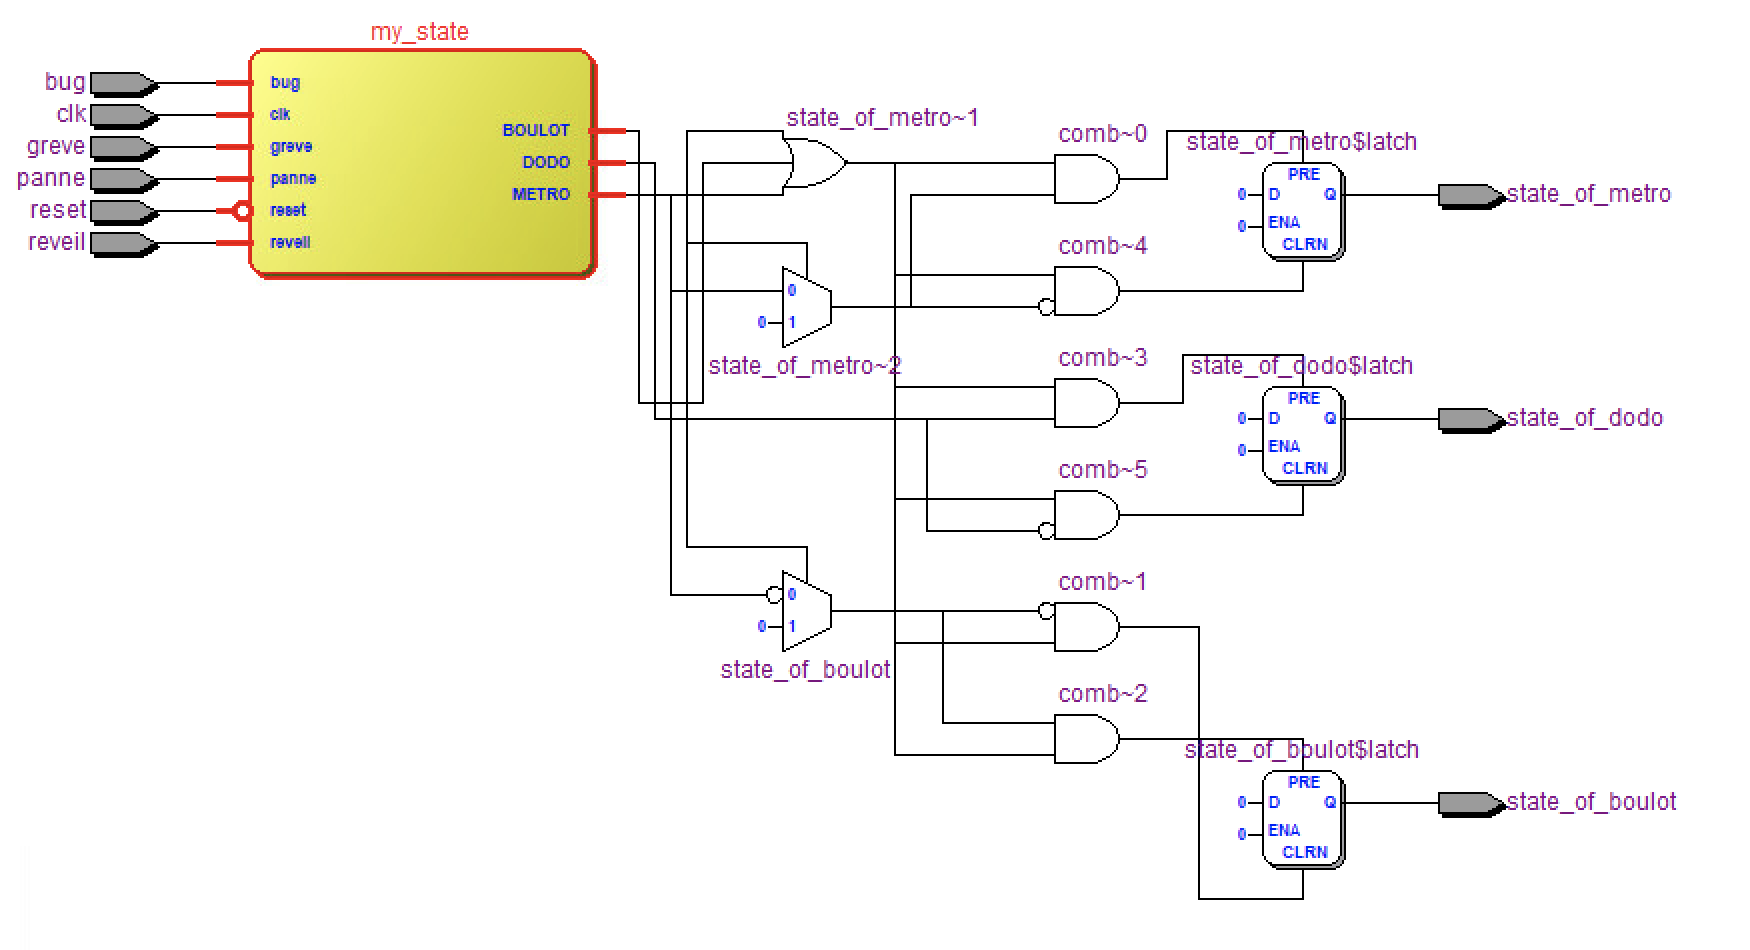 my_state
bug
clk
greve
panne
reset
reveil
bug
clk
greve
panne
reset
reveil
BOULOT
DODO
METRO
state_of_metro~1
0
0 1
state_of_metro~2
0
0 1
state_of_boulot
comb~0
comb~4
comb~3
comb~5
comb~1
comb~2
state_of_metro$latch
PRE
0 D Q
0 ENA
CLRN
state_of_metro
state_of_dodo$latch
PRE
0 D Q
0 ENA
CLRN
state_of_dodo
state_of_boulot$latch
PRE
0 D Q
0 ENA
CLRN
state_of_boulot